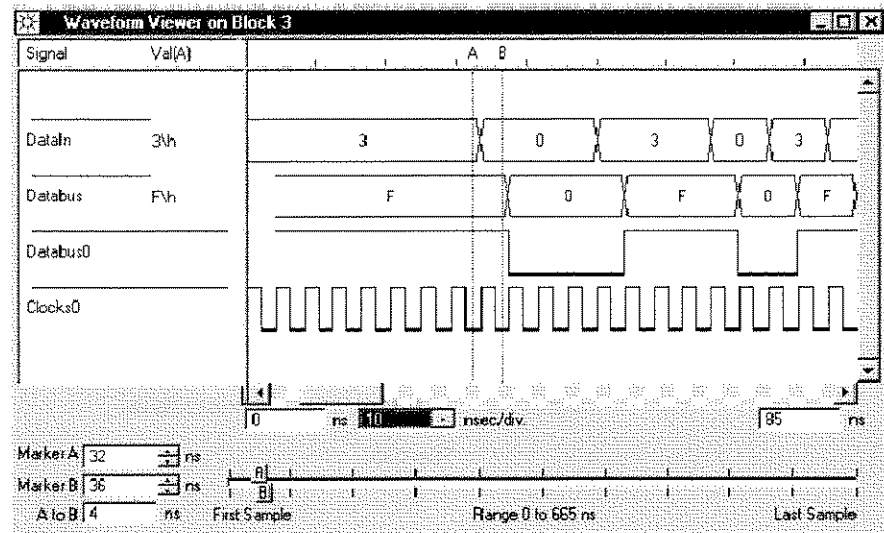 Waveform Viewer on Block 3
Signal Val(A) A B
DataIn 3\h 3 0 3 0 3
Databus F\h F 0 F 0 F
Databus0
Clocks0
0 ns 10 nsec/div. 85 ns
Marker A 32 ns A
Marker B 36 ns B
A to B 4 ns First Sample Range 0 to 665 ns Last Sample